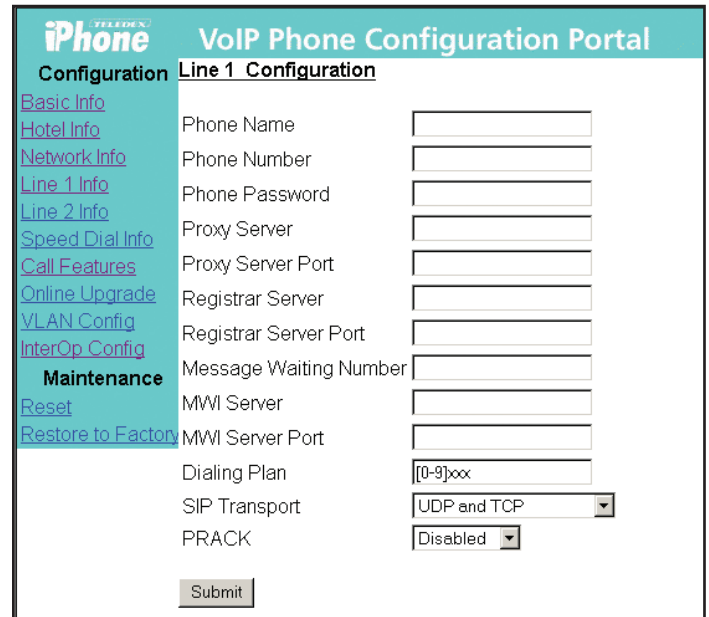 TELEDEX
iPhone
VoIP Phone Configuration Portal
Configuration
Basic Info
Hotel Info
Network Info
Line 1 Info
Line 2 Info
Speed Dial Info
Call Features
Online Upgrade
VLAN Config
InterOp Config
Maintenance
Reset
Restore to Factory
Line 1 Configuration
Phone Name
Phone Number
Phone Password
Proxy Server
Proxy Server Port
Registrar Server
Registrar Server Port
Message Waiting Number
MWI Server
MWI Server Port
Dialing Plan [0-9]xxx
SIP Transport UDP and TCP
PRACK Disabled
Submit